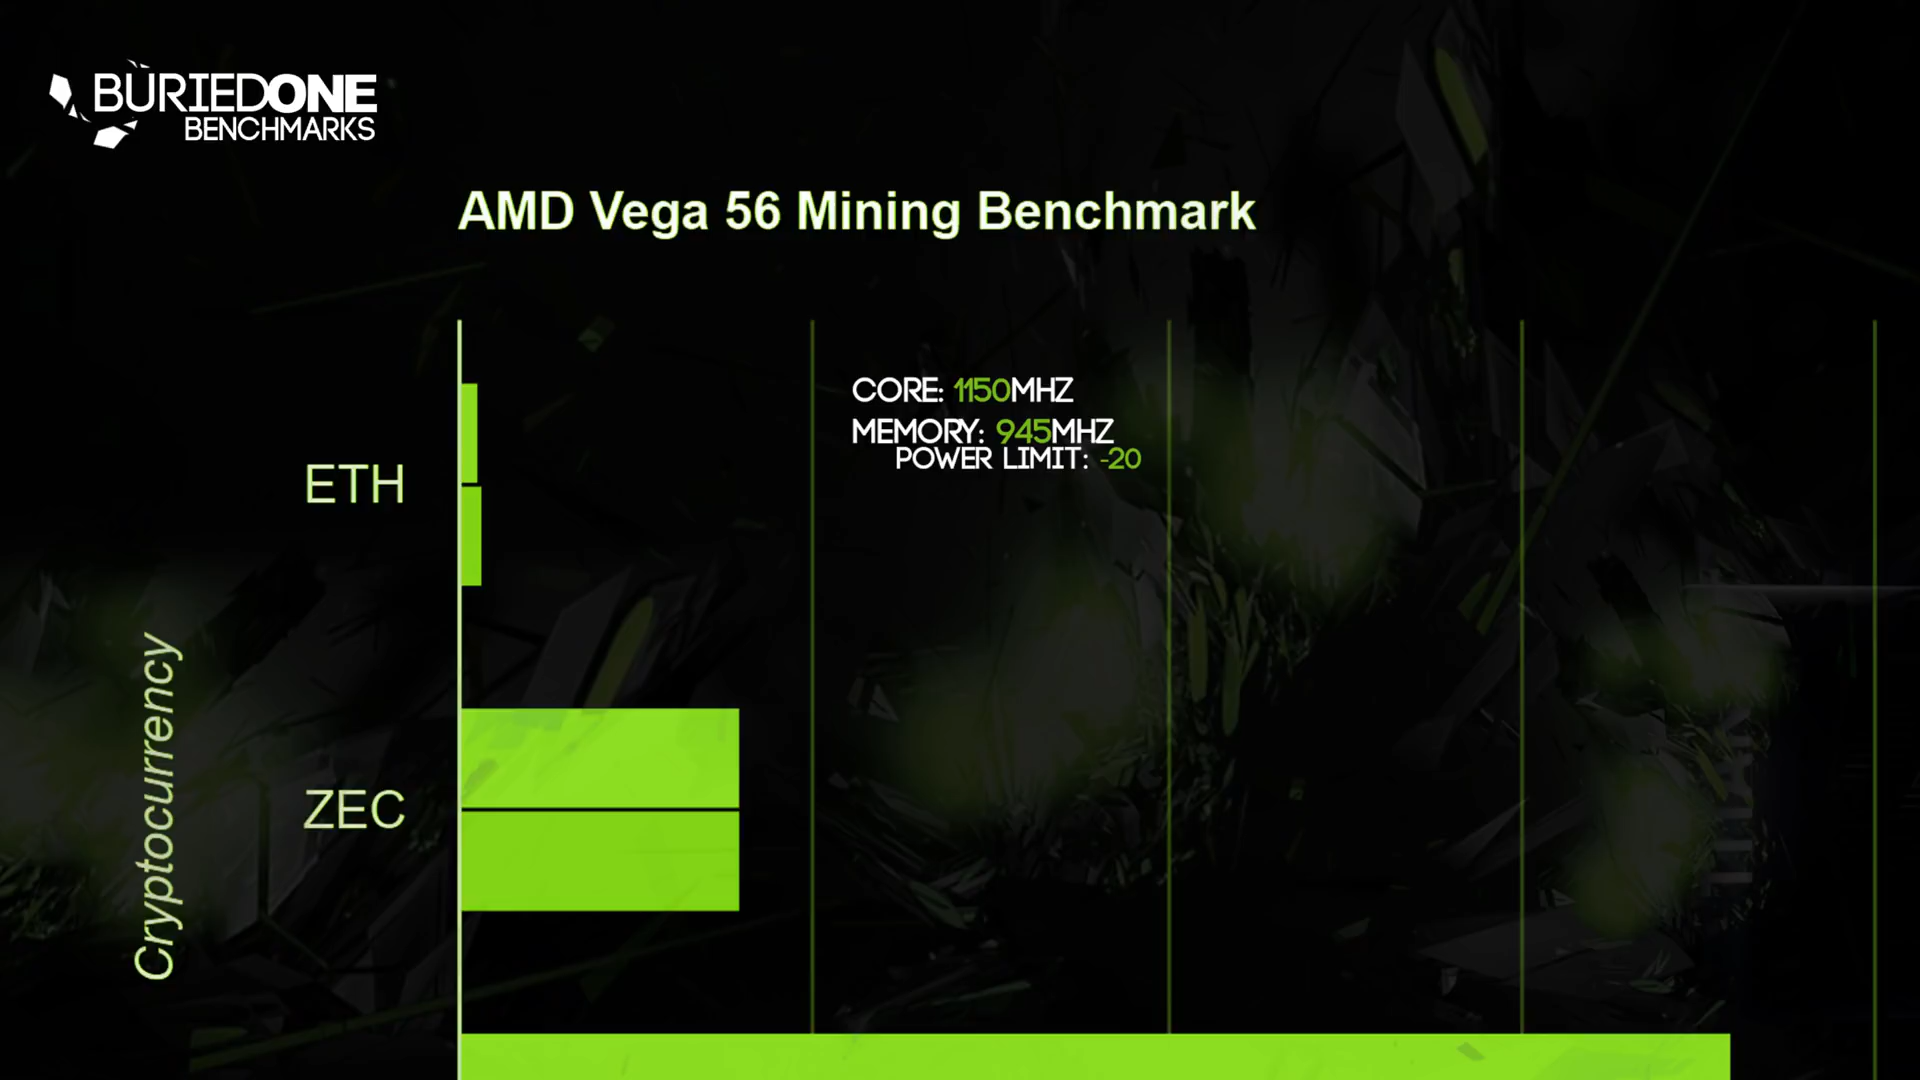 BURIEDONE
BENCHMARKS
AMD Vega 56 Mining Benchmark
CORE: 1150MHZ
MEMORY: 945MHZ
POWER LIMIT: -20
ETH
Cryptocurrency
ZEC